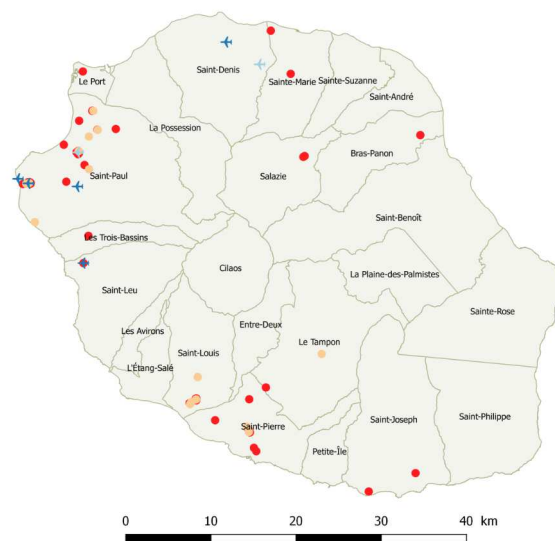 Saint-Denis
Le Port
Sainte-Marie
Sainte-Suzanne
Saint-André
La Possession
Bras-Panon
Saint-Paul
Salazie
Saint-Benoît
Les Trois-Bassins
Cilaos
La Plaine-des-Palmistes
Saint-Leu
Sainte-Rose
Les Avirons
Entre-Deux
Le Tampon
Saint-Louis
L'Étang-Salé
Saint-Joseph
Saint-Philippe
Saint-Pierre
Petite-Île
0 10 20 30 40 km